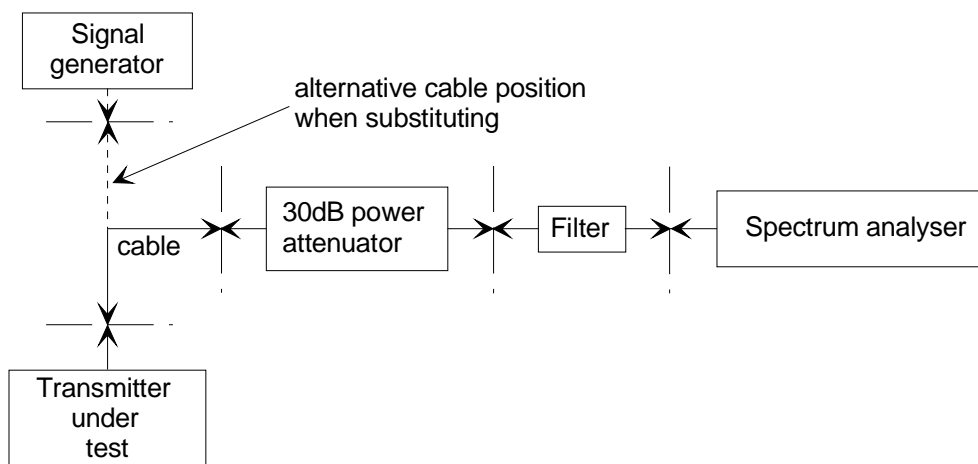 Signal
generator
alternative cable position
when substituting
30dB power
attenuator
Filter
Spectrum analyser
cable
Transmitter
under
test